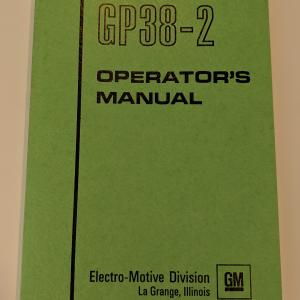 GP38-2
OPERATOR'S
MANUAL
Electro-Motive Division
La Grange, Illinois
GM